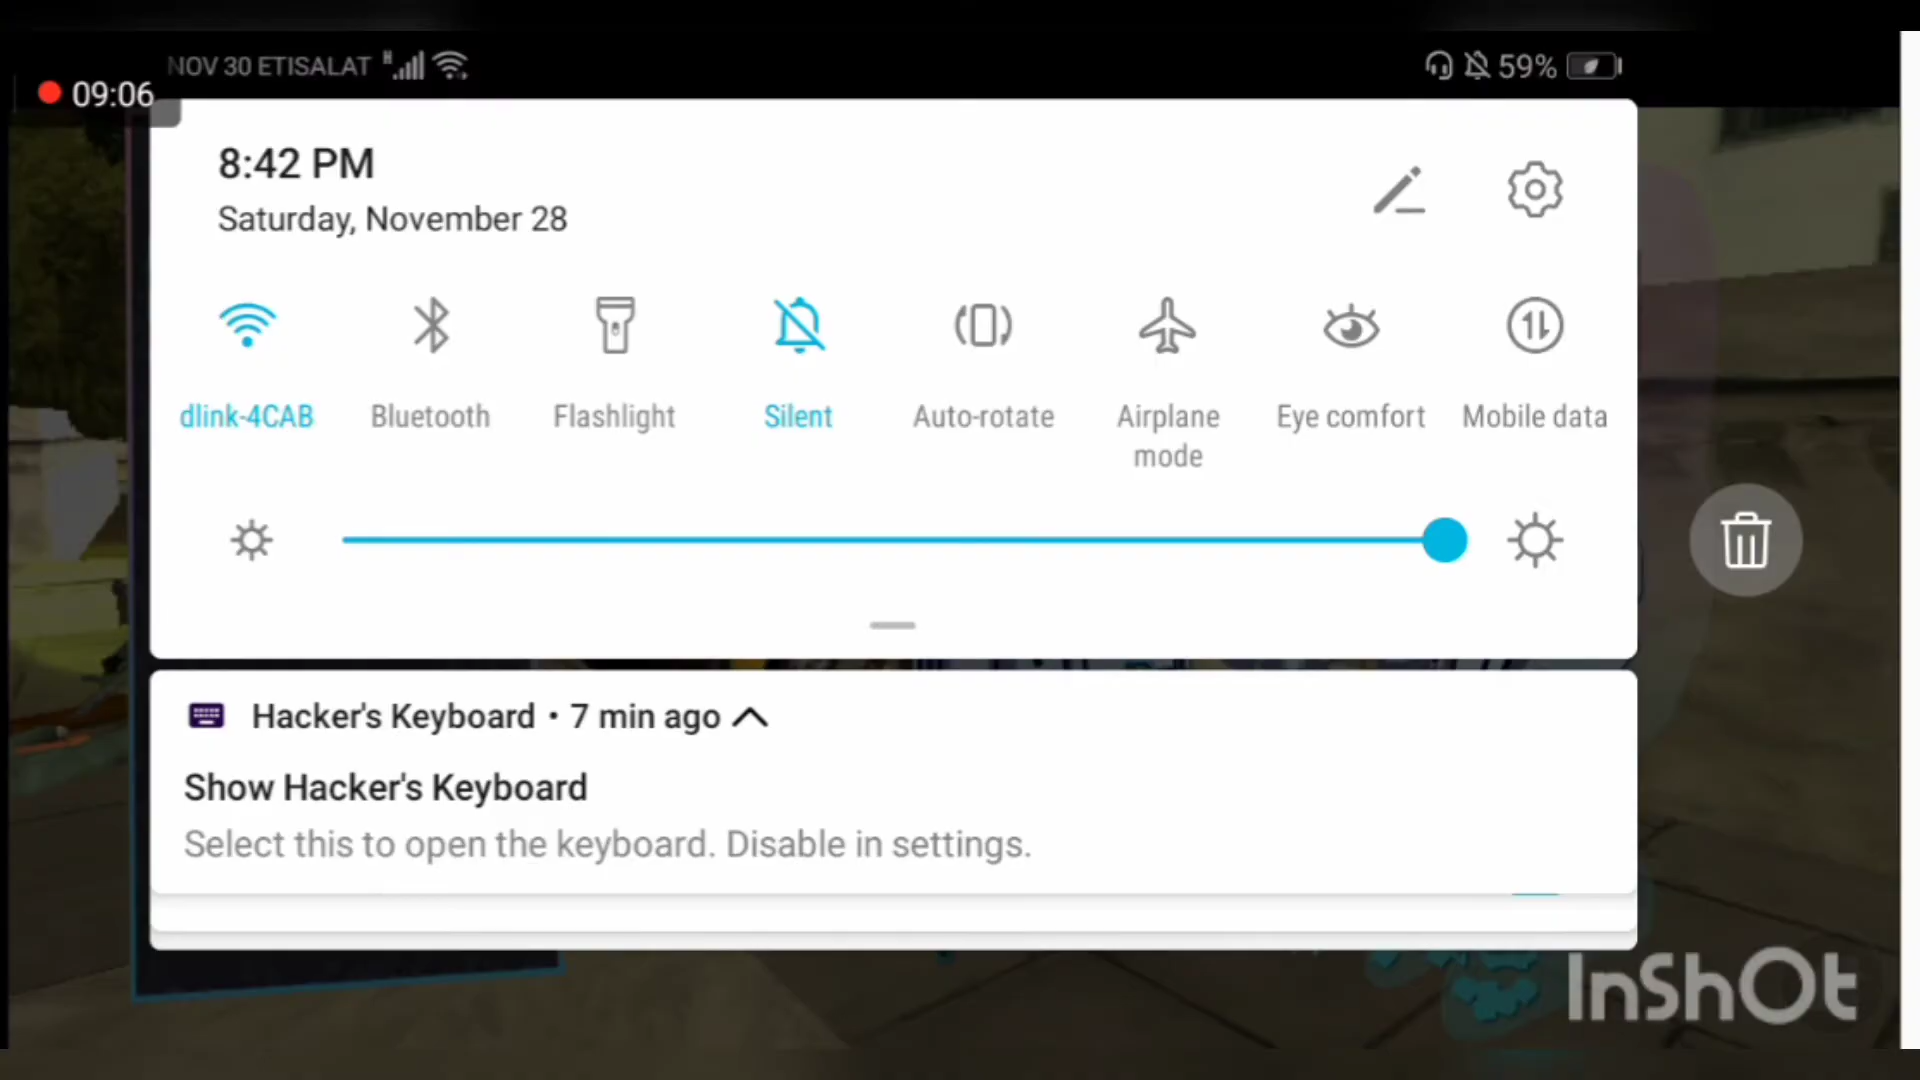 NOV 30 ETISALAT
59%
09:06
8:42 PM
Saturday, November 28
dlink-4CAB
Bluetooth
Flashlight
Silent
Auto-rotate
Airplane
mode
Eye comfort
Mobile data
Hacker's Keyboard • 7 min ago
Show Hacker's Keyboard
Select this to open the keyboard. Disable in settings.
InShOt